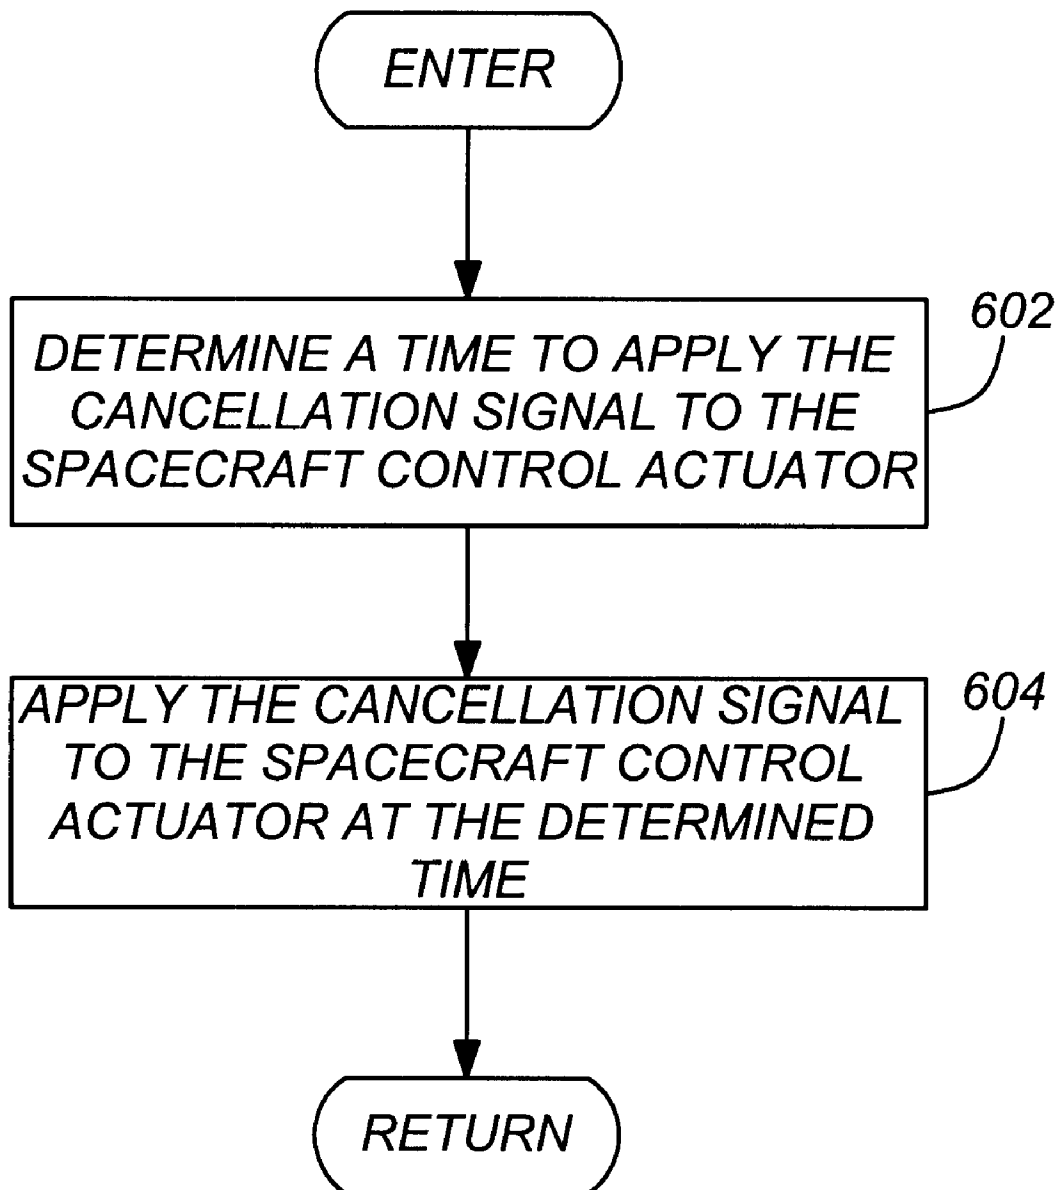 ENTER
602
DETERMINE A TIME TO APPLY THE
CANCELLATION SIGNAL TO THE
SPACECRAFT CONTROL ACTUATOR
604
APPLY THE CANCELLATION SIGNAL
TO THE SPACECRAFT CONTROL
ACTUATOR AT THE DETERMINED
TIME
RETURN